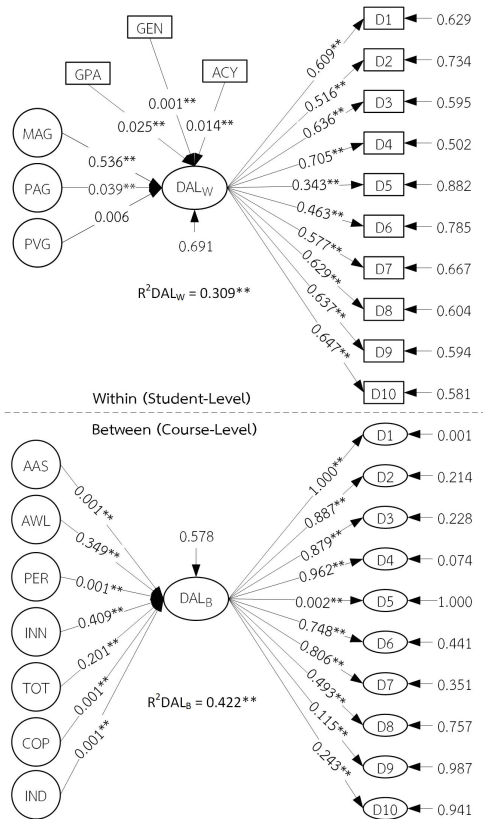 GEN
GPA
ACY
0.001**
0.025**
0.014**
MAG
PAG
PVG
0.536**
0.039**
0.006
DALW
0.691
R²DALW = 0.309**
0.609**
0.516**
0.636**
0.705**
0.343**
0.463**
0.577**
0.629**
0.637**
0.647**
D1 0.629
D2 0.734
D3 0.595
D4 0.502
D5 0.882
D6 0.785
D7 0.667
D8 0.604
D9 0.594
D10 0.581
Within (Student-Level)
Between (Course-Level)
AAS
AWL
PER
INN
TOT
COP
IND
0.001**
0.349**
0.001**
0.409**
0.201**
0.001**
0.001**
0.578
DALB
R²DALB = 0.422**
1.000**
0.887**
0.879**
0.962**
0.002**
0.748**
0.806**
0.493**
0.115**
0.243**
D1 0.001
D2 0.214
D3 0.228
D4 0.074
D5 1.000
D6 0.441
D7 0.351
D8 0.757
D9 0.987
D10 0.941